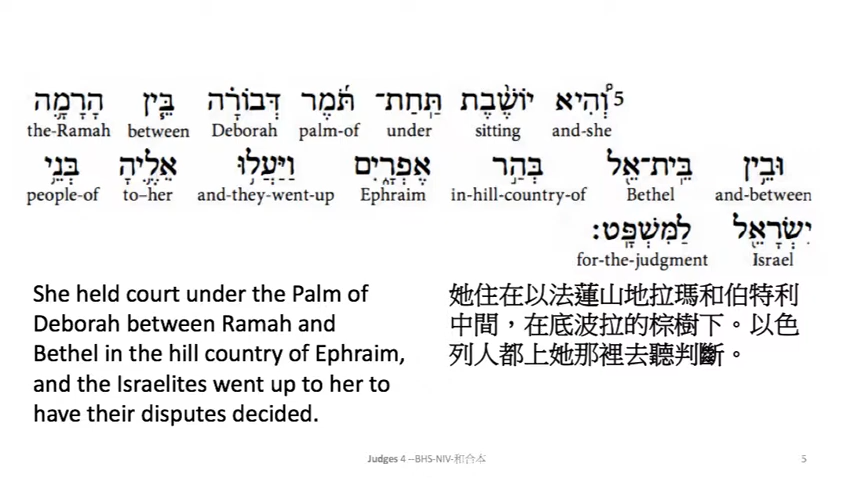 5 וְ֠הִיא יוֹשֶׁ֨בֶת תַּֽחַת־ תֹּ֜מֶר דְּבוֹרָ֗ה בֵּ֧ין הָרָמָ֛ה
and-she sitting under palm-of Deborah between the-Ramah
וּבֵ֥ין בֵּֽית־אֵ֖ל בְּהַ֣ר אֶפְרָ֑יִם וַיַּעֲל֥וּ אֵלֶ֛יהָ בְּנֵ֥י
and-between Bethel in-hill-country-of Ephraim and-they-went-up to–her people-of
יִשְׂרָאֵ֖ל לַמִּשְׁפָּֽט׃
Israel for-the-judgment
She held court under the Palm of
Deborah between Ramah and
Bethel in the hill country of Ephraim,
and the Israelites went up to her to
have their disputes decided.
她住在以法蓮山地拉瑪和伯特利
中間，在底波拉的棕樹下。以色
列人都上她那裡去聽判斷。
Judges 4 --BHS-NIV-和合本
5